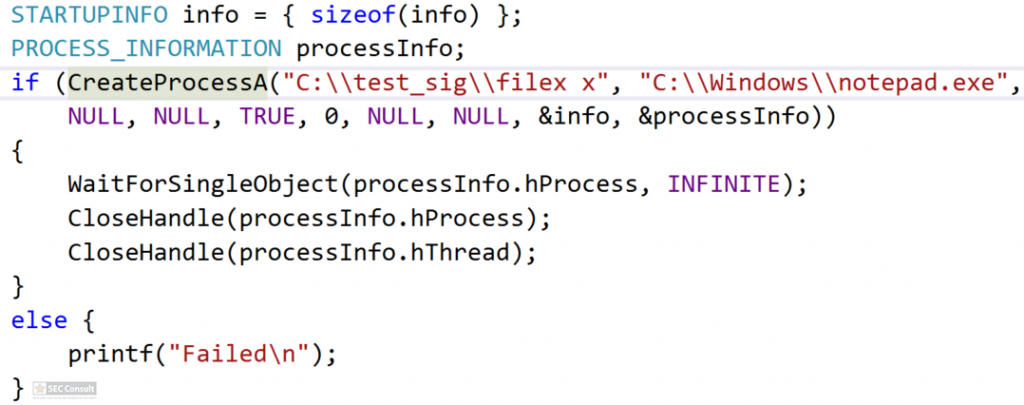 STARTUPINFO info = { sizeof(info) };
PROCESS_INFORMATION processInfo;
if (CreateProcessA("C:\\test_sig\\filex x", "C:\\Windows\\notepad.exe",
    NULL, NULL, TRUE, 0, NULL, NULL, &info, &processInfo))
{
    WaitForSingleObject(processInfo.hProcess, INFINITE);
    CloseHandle(processInfo.hProcess);
    CloseHandle(processInfo.hThread);
}
else {
    printf("Failed\n");
}
SEC Consult